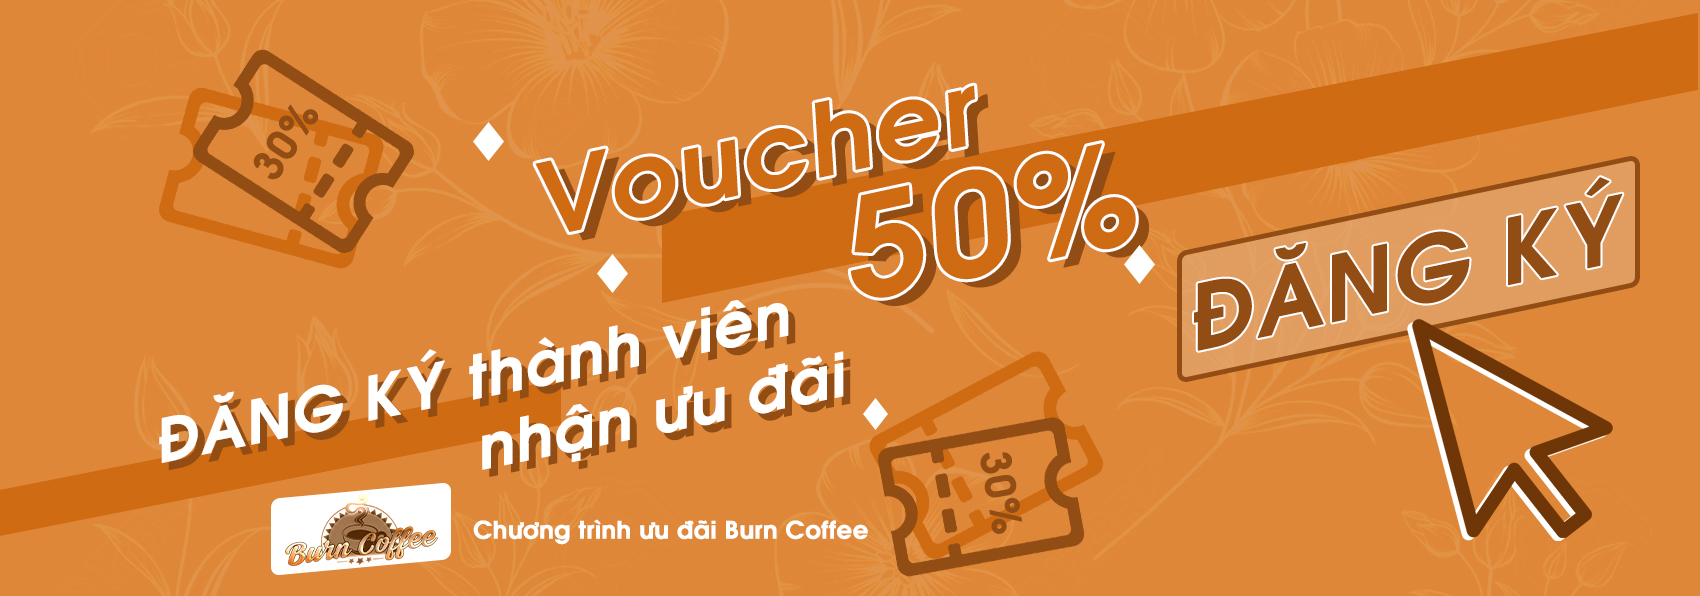 30%
Voucher
50%
ĐĂNG KÝ
ĐĂNG KÝ thành viên
nhận ưu đãi
30%
Burn Coffee
Chương trình ưu đãi Burn Coffee